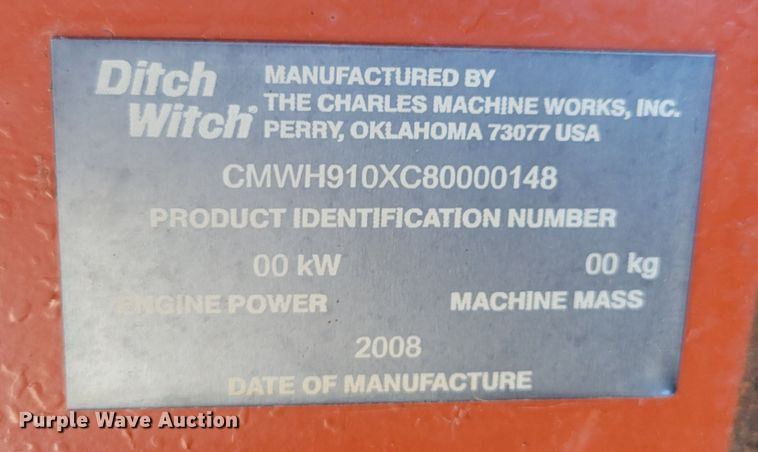 Ditch Witch®
MANUFACTURED BY
THE CHARLES MACHINE WORKS, INC.
PERRY, OKLAHOMA 73077 USA
CMWH910XC80000148
PRODUCT IDENTIFICATION NUMBER
00 kW
00 kg
ENGINE POWER
MACHINE MASS
2008
DATE OF MANUFACTURE
Purple Wave Auction